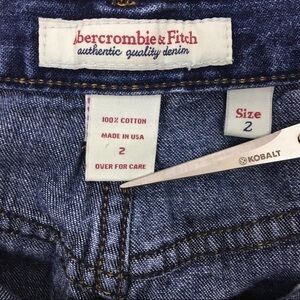 Abercrombie & Fitch
authentic quality denim
100% COTTON
MADE IN USA
2
OVER FOR CARE
Size
2
KOBALT